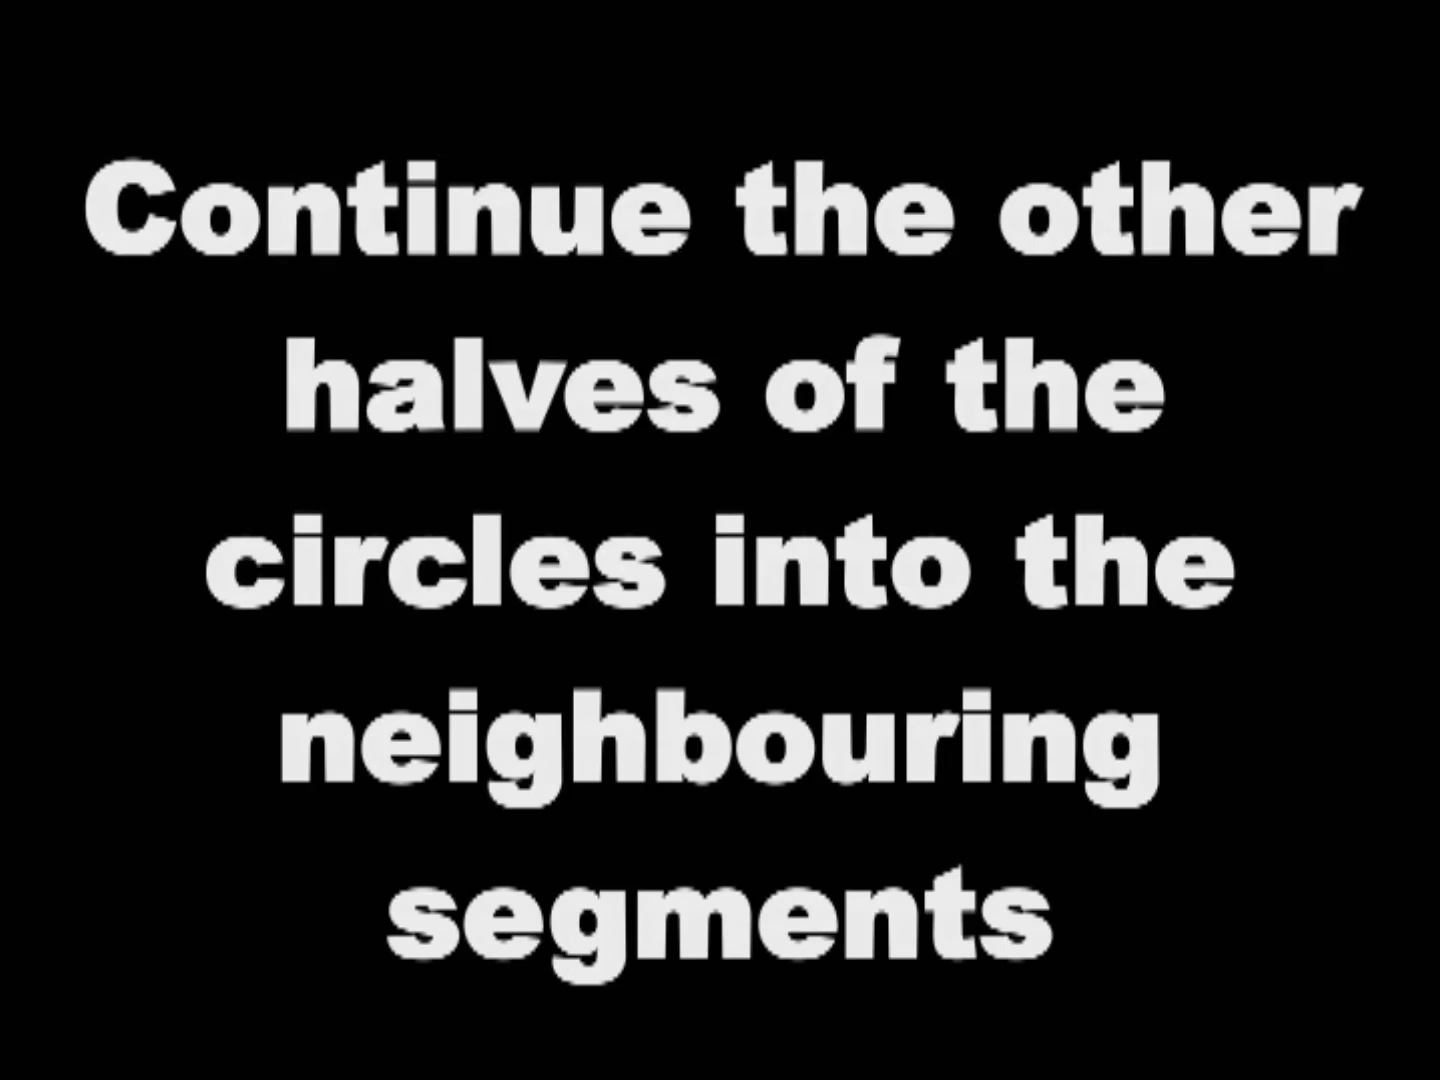 Continue the other
halves of the
circles into the
neighbouring
segments